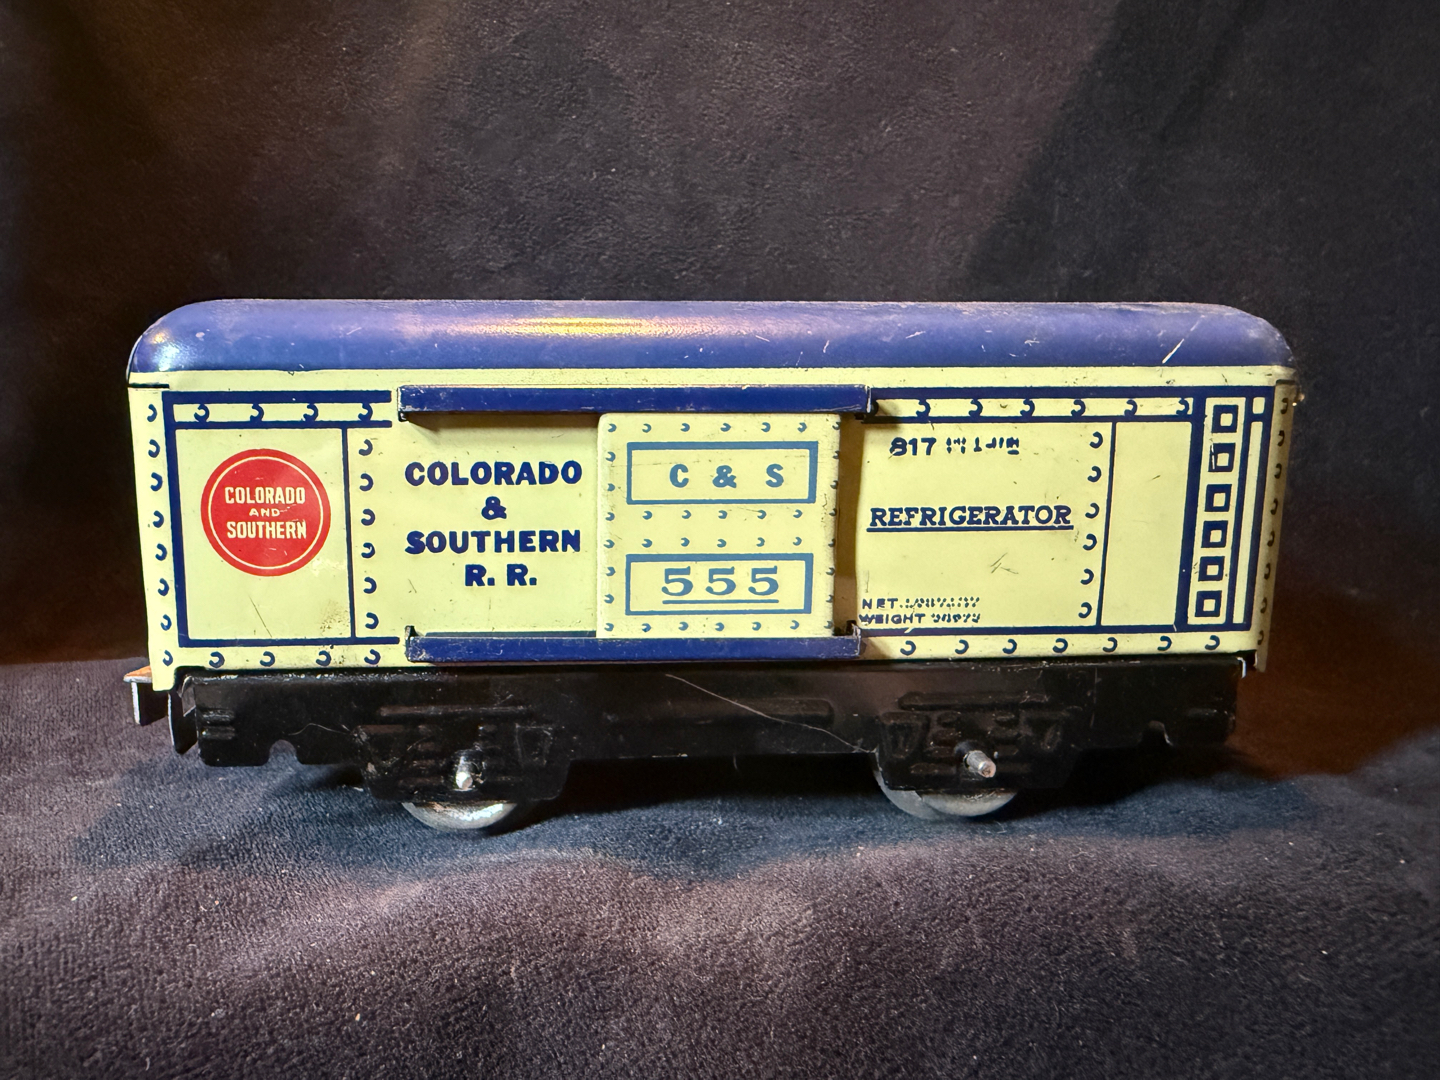 COLORADO
AND
SOUTHERN
COLORADO
&
SOUTHERN
R. R.
C & S
555
817
REFRIGERATOR
NET.
WEIGHT